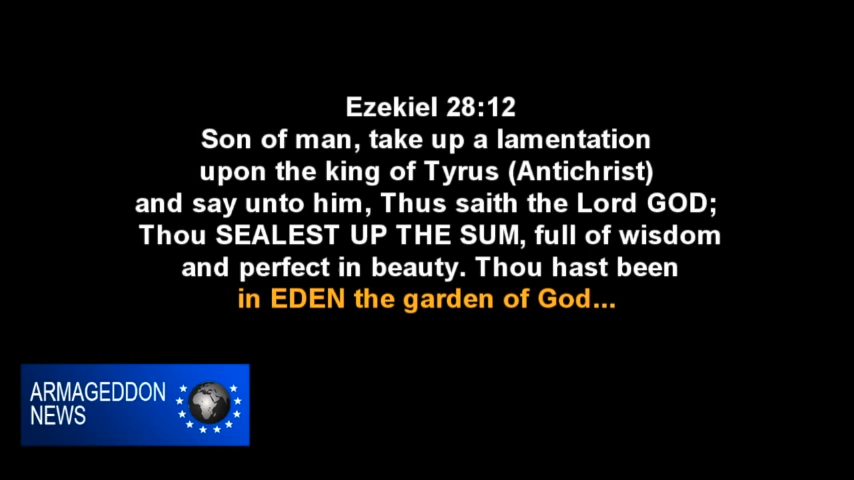 Ezekiel 28:12
Son of man, take up a lamentation
upon the king of Tyrus (Antichrist)
and say unto him, Thus saith the Lord GOD;
Thou SEALEST UP THE SUM, full of wisdom
and perfect in beauty. Thou hast been
in EDEN the garden of God...
ARMAGEDDON
NEWS